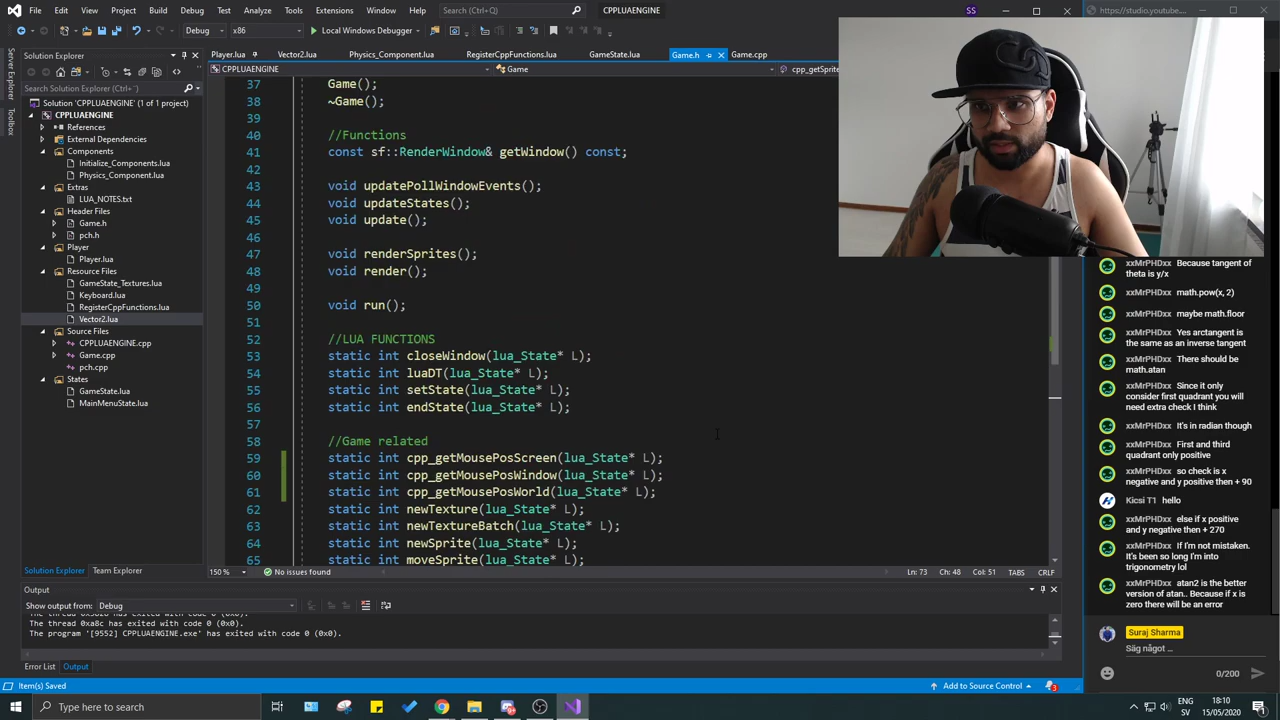 File Edit View Project Build Debug Test Analyze Tools Extensions Window Help Search (Ctrl+Q) CPPLUAENGINE SS
https://studio.youtube.
Debug x86 Local Windows Debugger
Server Explorer
Toolbox
Solution Explorer
Search Solution Explorer (Ctrl+')
Solution 'CPPLUAENGINE' (1 of 1 project)
CPPLUAENGINE
References
External Dependencies
Components
Initialize_Components.lua
Physics_Component.lua
Extras
LUA_NOTES.txt
Header Files
Game.h
pch.h
Player
Player.lua
Resource Files
GameState_Textures.lua
Keyboard.lua
RegisterCppFunctions.lua
Vector2.lua
Source Files
CPPLUAENGINE.cpp
Game.cpp
pch.cpp
States
GameState.lua
MainMenuState.lua
Solution Explorer Team Explorer
Player.lua Vector2.lua Physics_Component.lua RegisterCppFunctions.lua GameState.lua Game.h Game.cpp
CPPLUAENGINE Game cpp_getSprite
37 Game();
38 ~Game();
39
40 //Functions
41 const sf::RenderWindow& getWindow() const;
42
43 void updatePollWindowEvents();
44 void updateStates();
45 void update();
46
47 void renderSprites();
48 void render();
49
50 void run();
51
52 //LUA FUNCTIONS
53 static int closeWindow(lua_State* L);
54 static int luaDT(lua_State* L);
55 static int setState(lua_State* L);
56 static int endState(lua_State* L);
57
58 //Game related
59 static int cpp_getMousePosScreen(lua_State* L);
60 static int cpp_getMousePosWindow(lua_State* L);
61 static int cpp_getMousePosWorld(lua_State* L);
62 static int newTexture(lua_State* L);
63 static int newTextureBatch(lua_State* L);
64 static int newSprite(lua_State* L);
65 static int moveSprite(lua_State* L);
150 % No issues found Ln: 73 Ch: 48 Col: 51 TABS CRLF
Output
Show output from: Debug
The thread 0xa8c has exited with code 0 (0x0).
The program '[9552] CPPLUAENGINE.exe' has exited with code 0 (0x0).
Error List Output
Item(s) Saved Add to Source Control 3
xxMrPHDxx Because tangent of
theta is y/x
xxMrPHDxx math.pow(x, 2)
xxMrPHDxx maybe math.floor
xxMrPHDxx Yes arctangent is
the same as an inverse tangent
xxMrPHDxx There should be
math.atan
xxMrPHDxx Since it only
consider first quadrant you will
need extra check I think
xxMrPHDxx It's in radian though
xxMrPHDxx First and third
quadrant only positive
xxMrPHDxx so check is x
negative and y positive then + 90
Kicsi T1 hello
xxMrPHDxx else if x positive
and y negative then + 270
xxMrPHDxx If I'm not mistaken.
It's been so long I'm into
trigonometry lol
xxMrPHDxx atan2 is the better
version of atan.. Because if x is
zero there will be an error
Suraj Sharma
Säg något ...
0/200
Type here to search
ENG
SV
18:10
15/05/2020